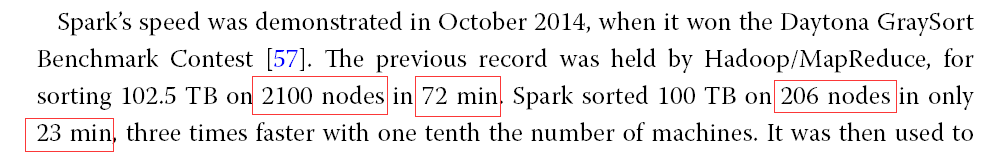 Spark's speed was demonstrated in October 2014, when it won the Daytona GraySort
Benchmark Contest [57]. The previous record was held by Hadoop/MapReduce, for
sorting 102.5 TB on 2100 nodes in 72 min. Spark sorted 100 TB on 206 nodes in only
23 min, three times faster with one tenth the number of machines. It was then used to